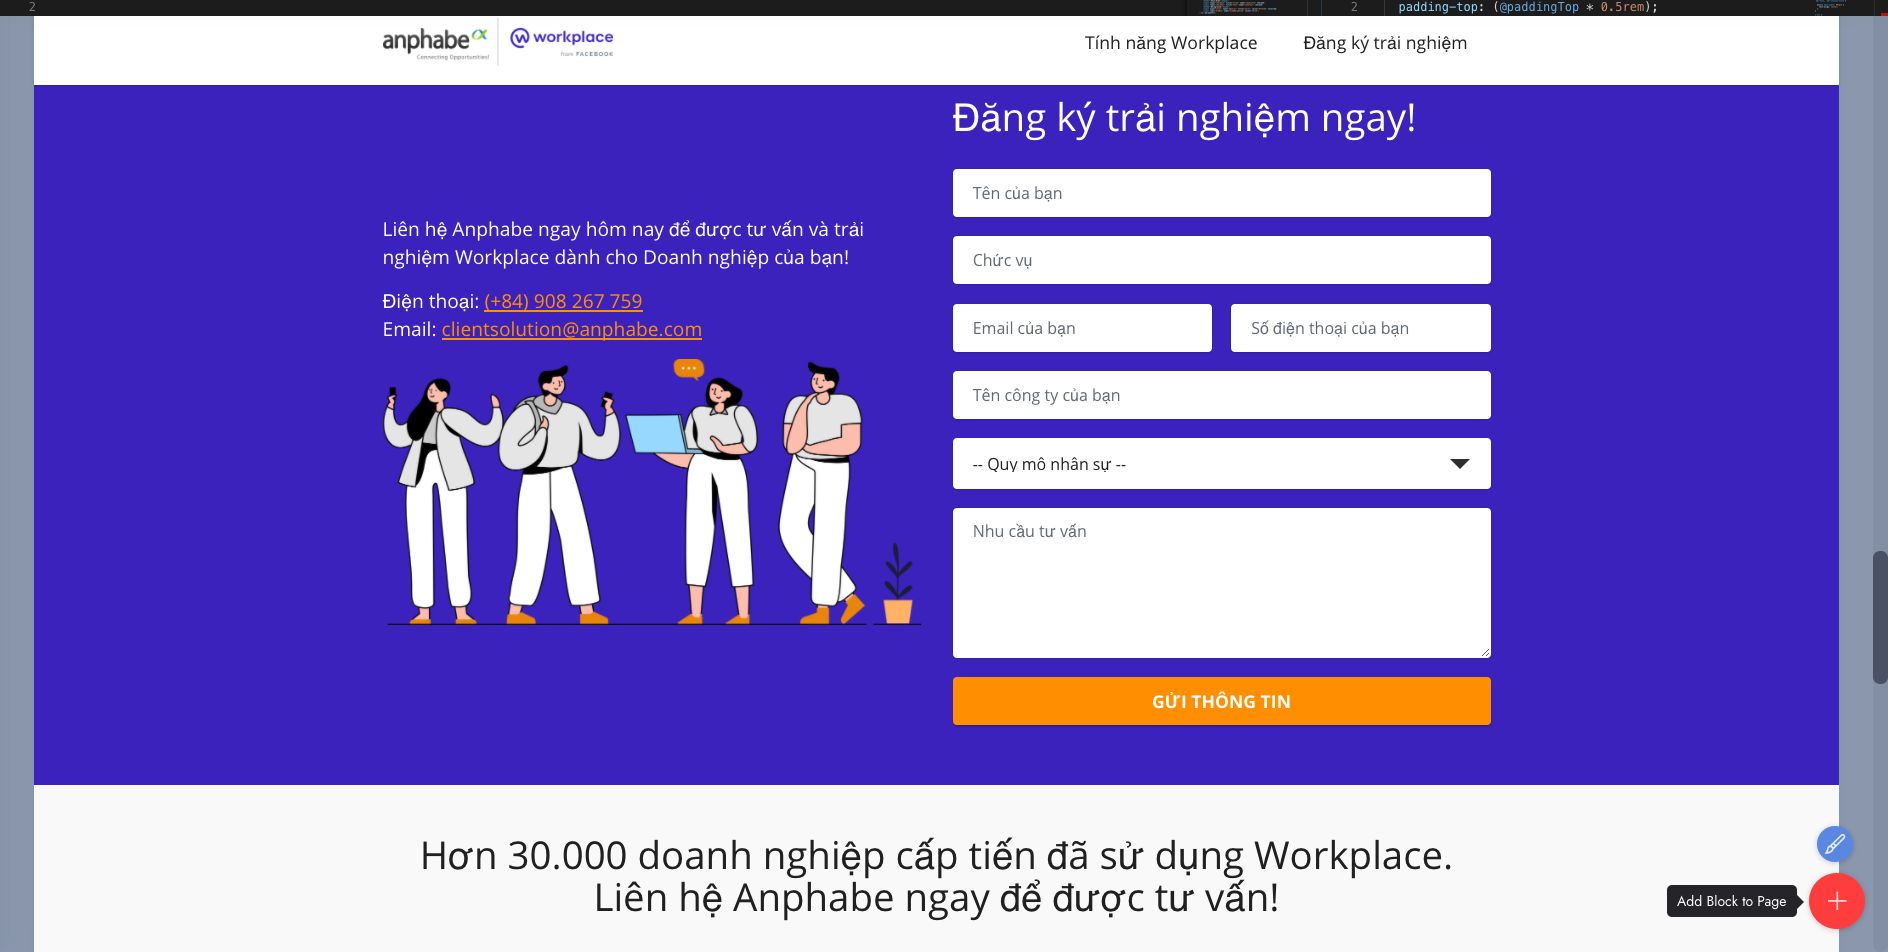 2
2
padding-top: (@paddingTop * 0.5rem);
anphabe
Connecting Opportunities!
workplace
from FACEBOOK
Tính năng Workplace
Đăng ký trải nghiệm
Đăng ký trải nghiệm ngay!
Liên hệ Anphabe ngay hôm nay để được tư vấn và trải
nghiệm Workplace dành cho Doanh nghiệp của bạn!
Điện thoại: (+84) 908 267 759
Email: clientsolution@anphabe.com
Tên của bạn
Chức vụ
Email của bạn
Số điện thoại của bạn
Tên công ty của bạn
-- Quy mô nhân sự --
Nhu cầu tư vấn
GỬI THÔNG TIN
Hơn 30.000 doanh nghiệp cấp tiến đã sử dụng Workplace.
Liên hệ Anphabe ngay để được tư vấn!
Add Block to Page